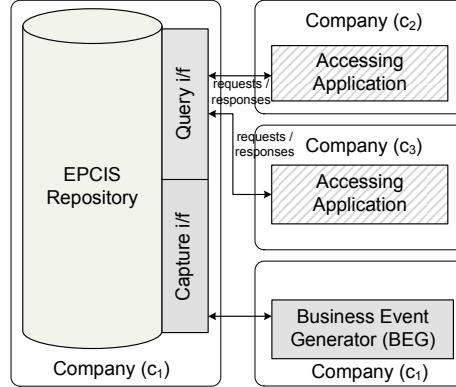 EPCIS
Repository
Query i/f
Capture i/f
Company (c₁)
requests /
responses
requests /
responses
Company (c₂)
Accessing
Application
Company (c₃)
Accessing
Application
Business Event
Generator (BEG)
Company (c₁)